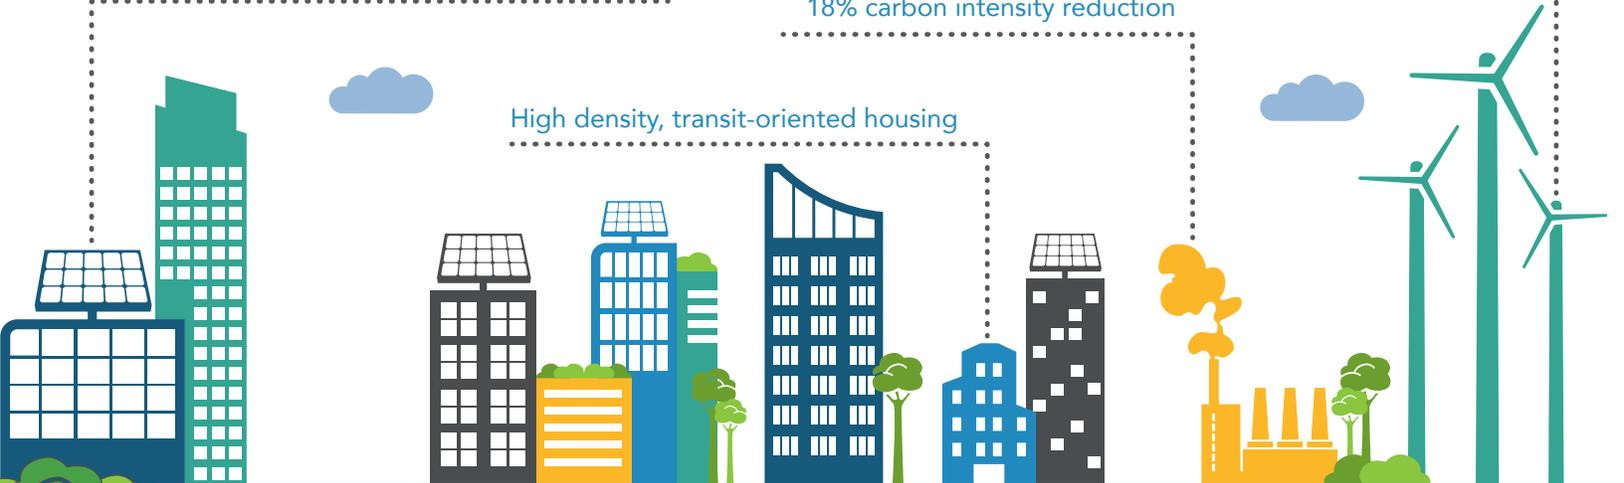 18% carbon intensity reduction
High density, transit-oriented housing